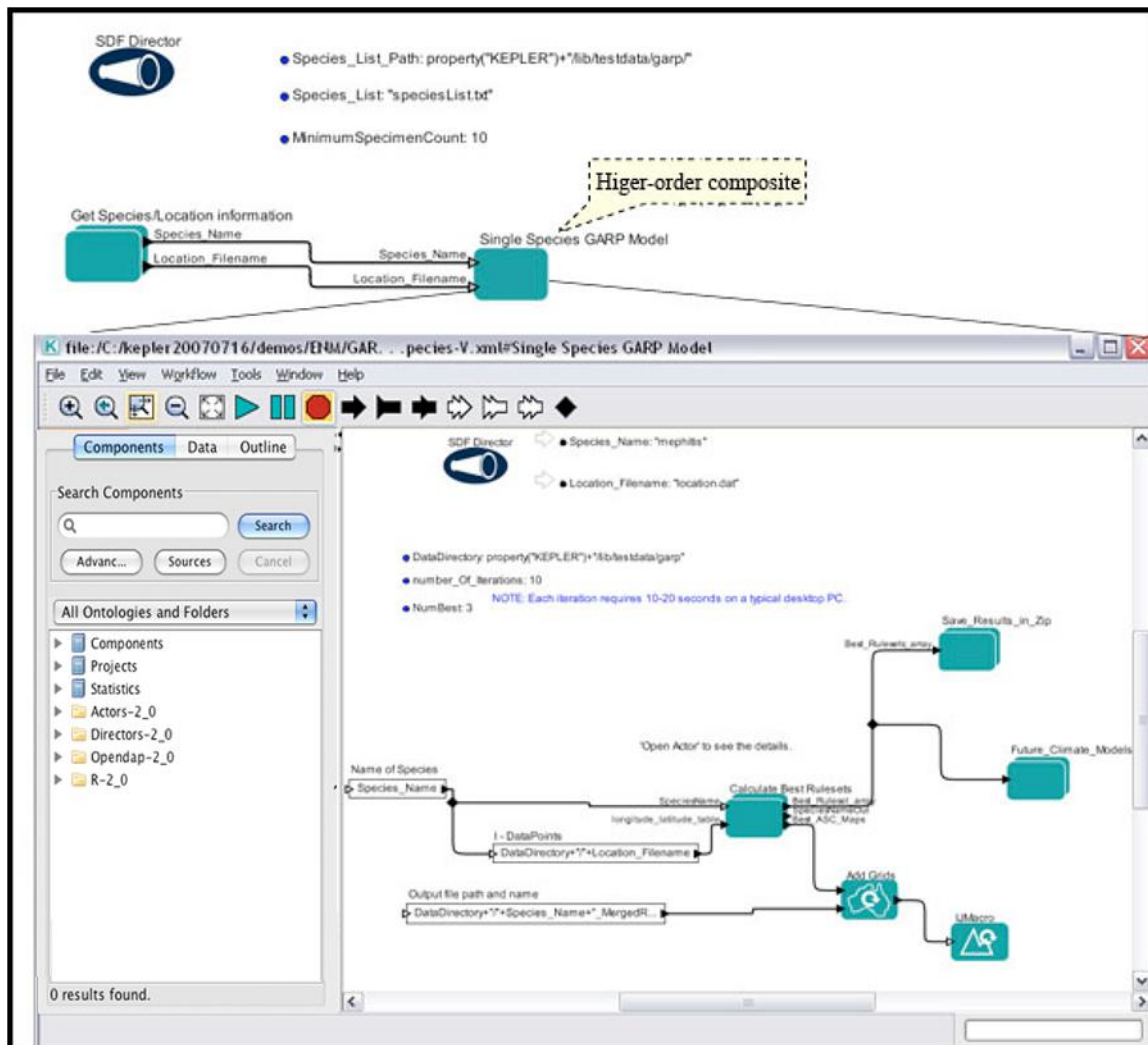 SDF Director
Species_List_Path: property("KEPLER")+"/lib/testdata/garp/"
Species_List: "speciesList.txt"
MinimumSpecimenCount: 10
Higer-order composite
Get Species/Location information
Species_Name
Location_Filename
Single Species GARP Model
Species_Name
Location_Filename
K file:/C:/kepler20070716/demos/ENM/GAR. . .pecies-V.xml#Single Species GARP Model
File Edit View Workflow Tools Window Help
Components Data Outline
Search Components
Search
Advanc... Sources Cancel
All Ontologies and Folders
Components
Projects
Statistics
Actors-2_0
Directors-2_0
Opendap-2_0
R-2_0
0 results found.
SDF Director
Species_Name: "mephitis"
Location_Filename: "location.dat"
DataDirectory: property("KEPLER")+"/lib/testdata/garp"
number_Of_Iterations: 10
NumBest: 3
NOTE: Each iteration requires 10-20 seconds on a typical desktop PC.
Save_Results_in_Zip
Best_Rulesets_array
'Open Actor' to see the details.
Future_Climate_Models
Name of Species
Species_Name
Calculate Best Rulesets
SpeciesName
longitude_latitude_table
Best_Ruleset_array
SpeciesNameOut
Best_ASC_Maps
I - DataPoints
DataDirectory+"/"+Location_Filename
Output file path and name
DataDirectory+"/"+Species_Name+"_MergedR...
Add Grids
IJMacro